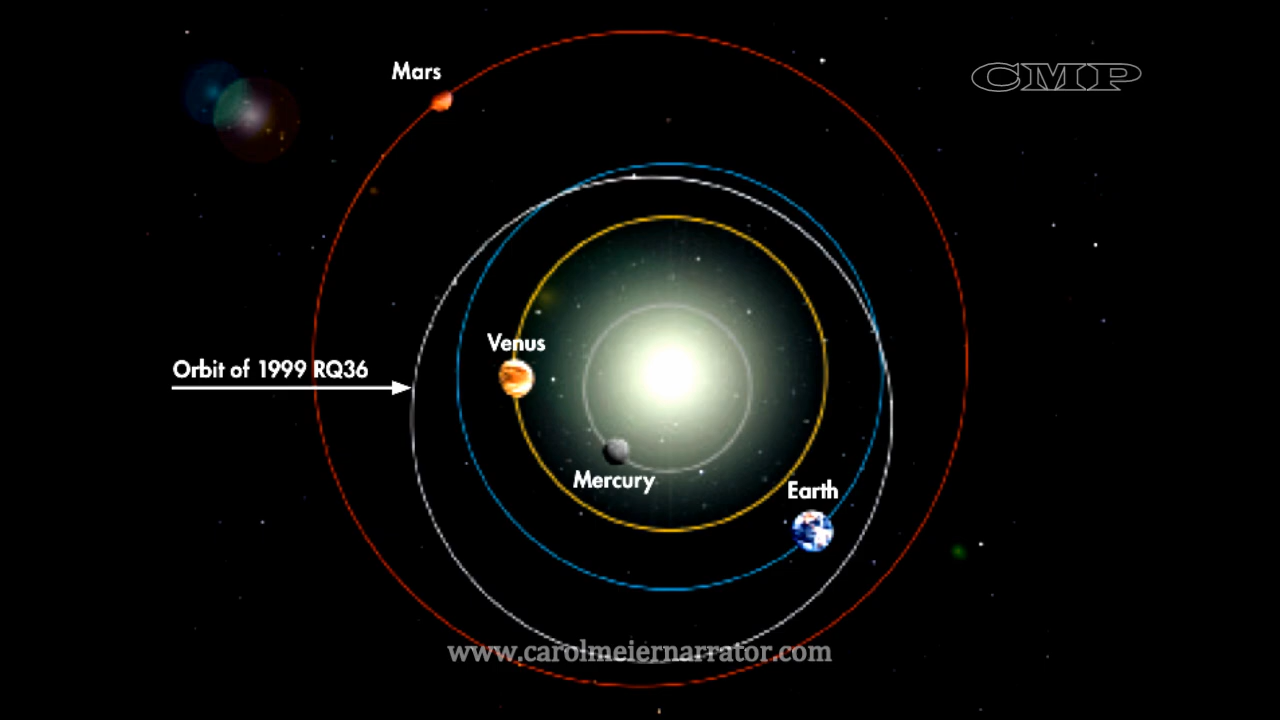 Mars
CMP
Venus
Orbit of 1999 RQ36
Mercury
Earth
www.carolmeiernarrator.com